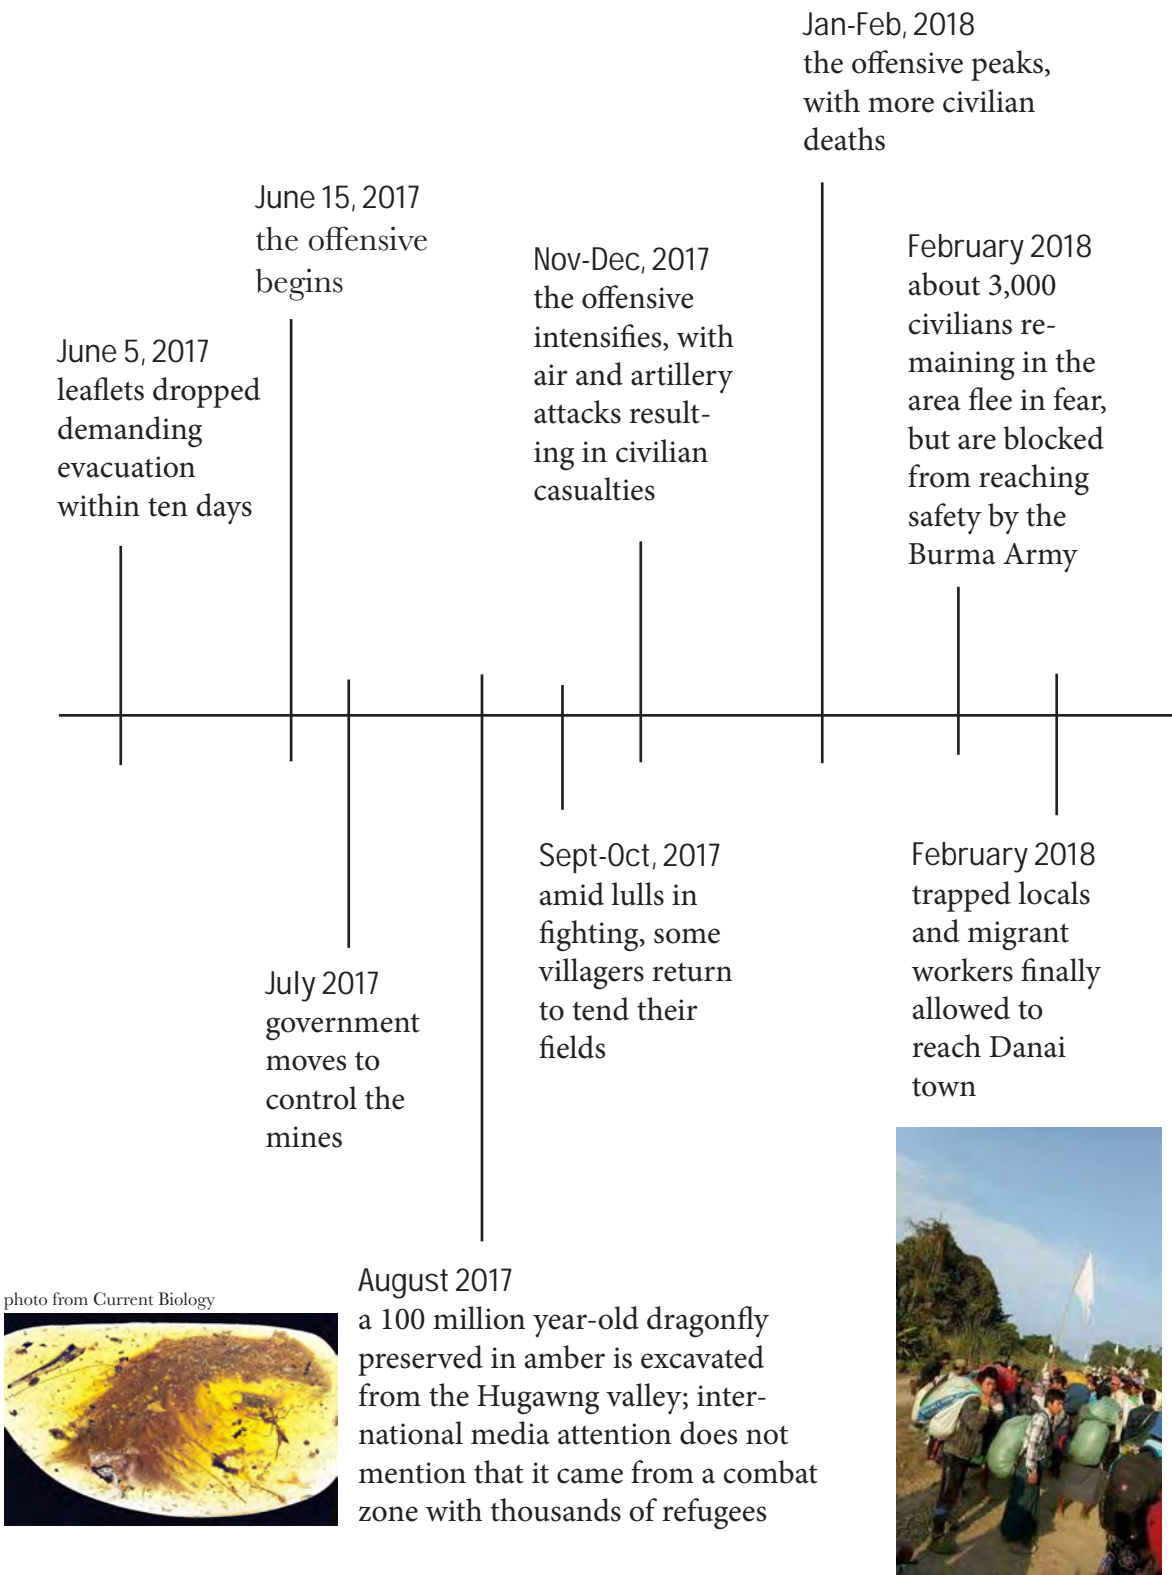 Jan-Feb, 2018
the offensive peaks,
with more civilian
deaths
June 15, 2017
the offensive
begins
Nov-Dec, 2017
the offensive
intensifies, with
air and artillery
attacks result-
ing in civilian
casualties
February 2018
about 3,000
civilians re-
maining in the
area flee in fear,
but are blocked
from reaching
safety by the
Burma Army
June 5, 2017
leaflets dropped
demanding
evacuation
within ten days
Sept-Oct, 2017
amid lulls in
fighting, some
villagers return
to tend their
fields
February 2018
trapped locals
and migrant
workers finally
allowed to
reach Danai
town
July 2017
government
moves to
control the
mines
August 2017
a 100 million year-old dragonfly
preserved in amber is excavated
from the Hugawng valley; inter-
national media attention does not
mention that it came from a combat
zone with thousands of refugees
photo from Current Biology